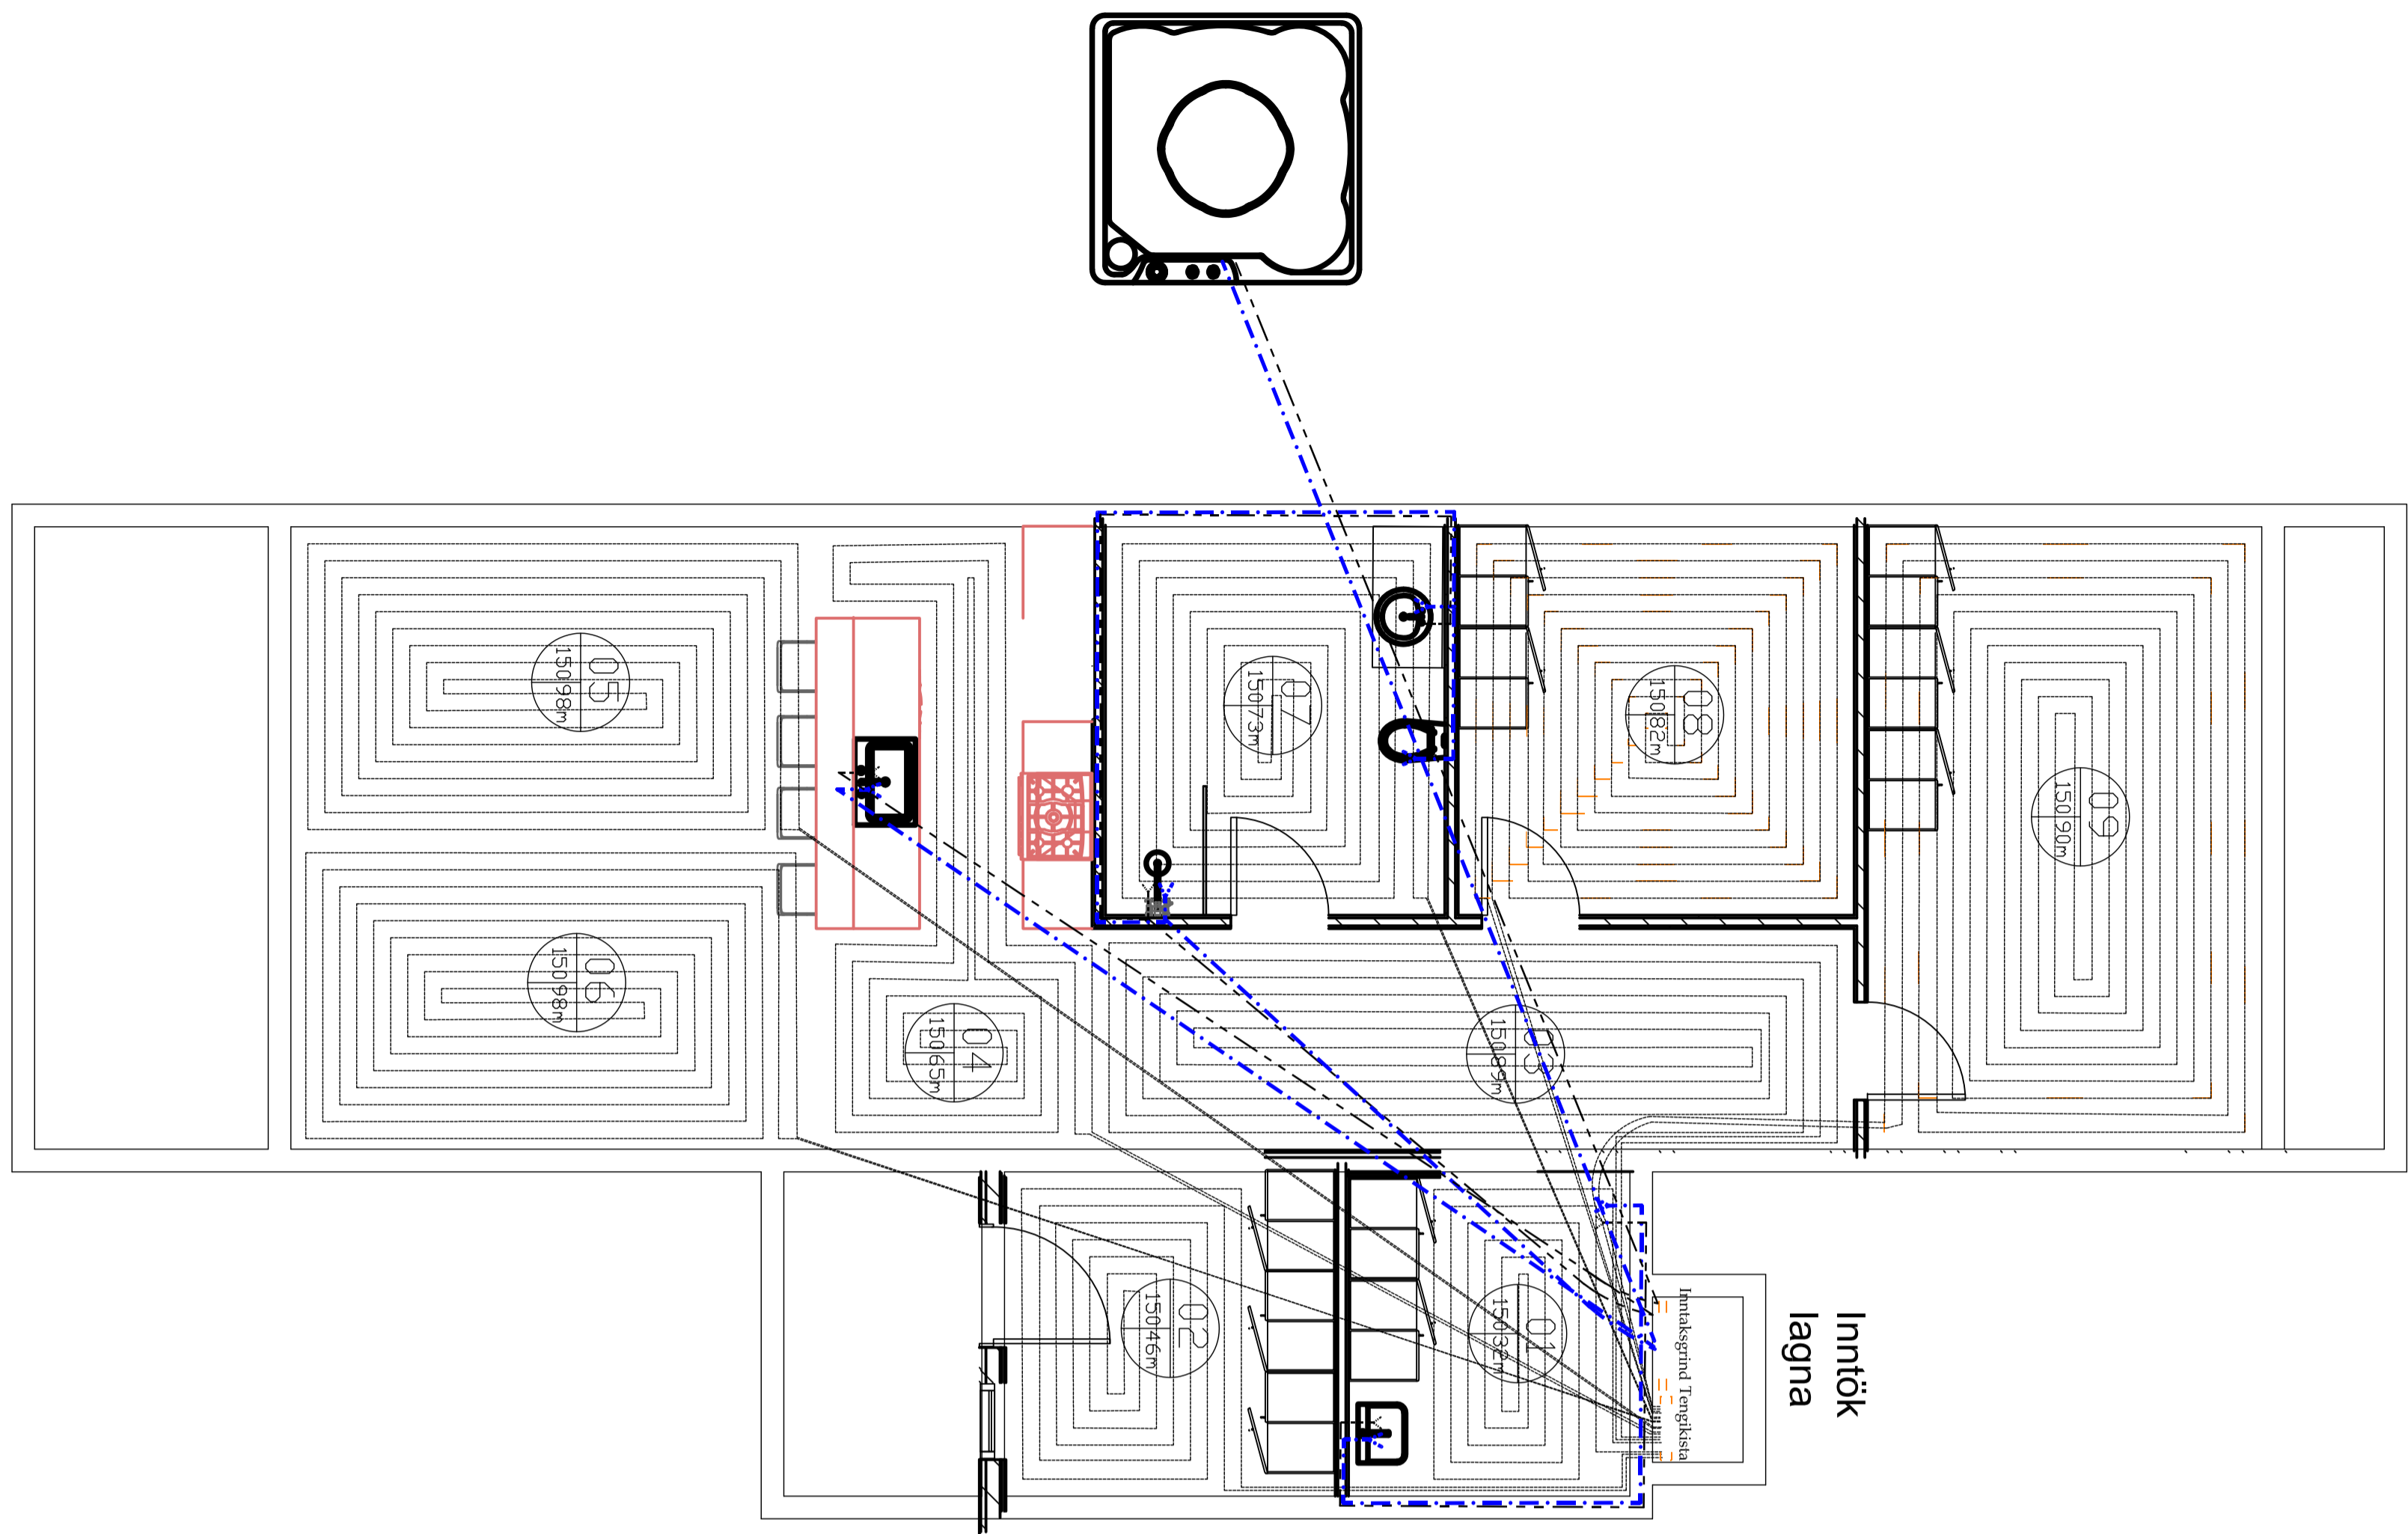 05
150 98m
06
150 98m
04
150 65m
07
150 73m
08
150 82m
09
150 90m
03
150 89m
02
150 46m
01
150 32m
Inntaksgrind Tengikista
Inntök
lagna